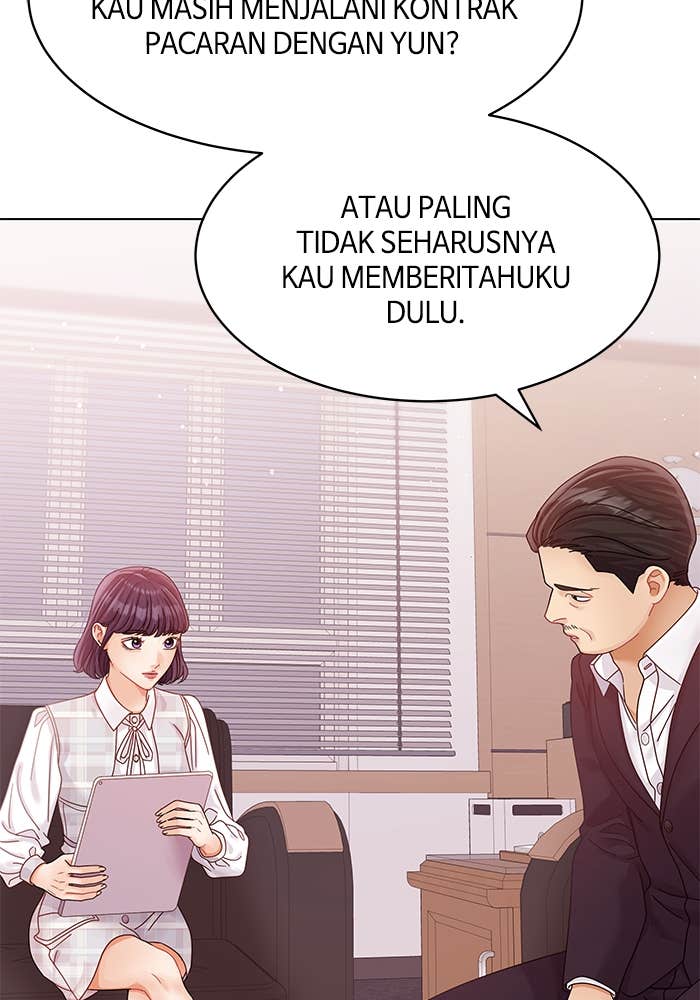 KAU MASIH MENJALANI KONTRAK
PACARAN DENGAN YUN?
ATAU PALING
TIDAK SEHARUSNYA
KAU MEMBERITAHUKU
DULU.